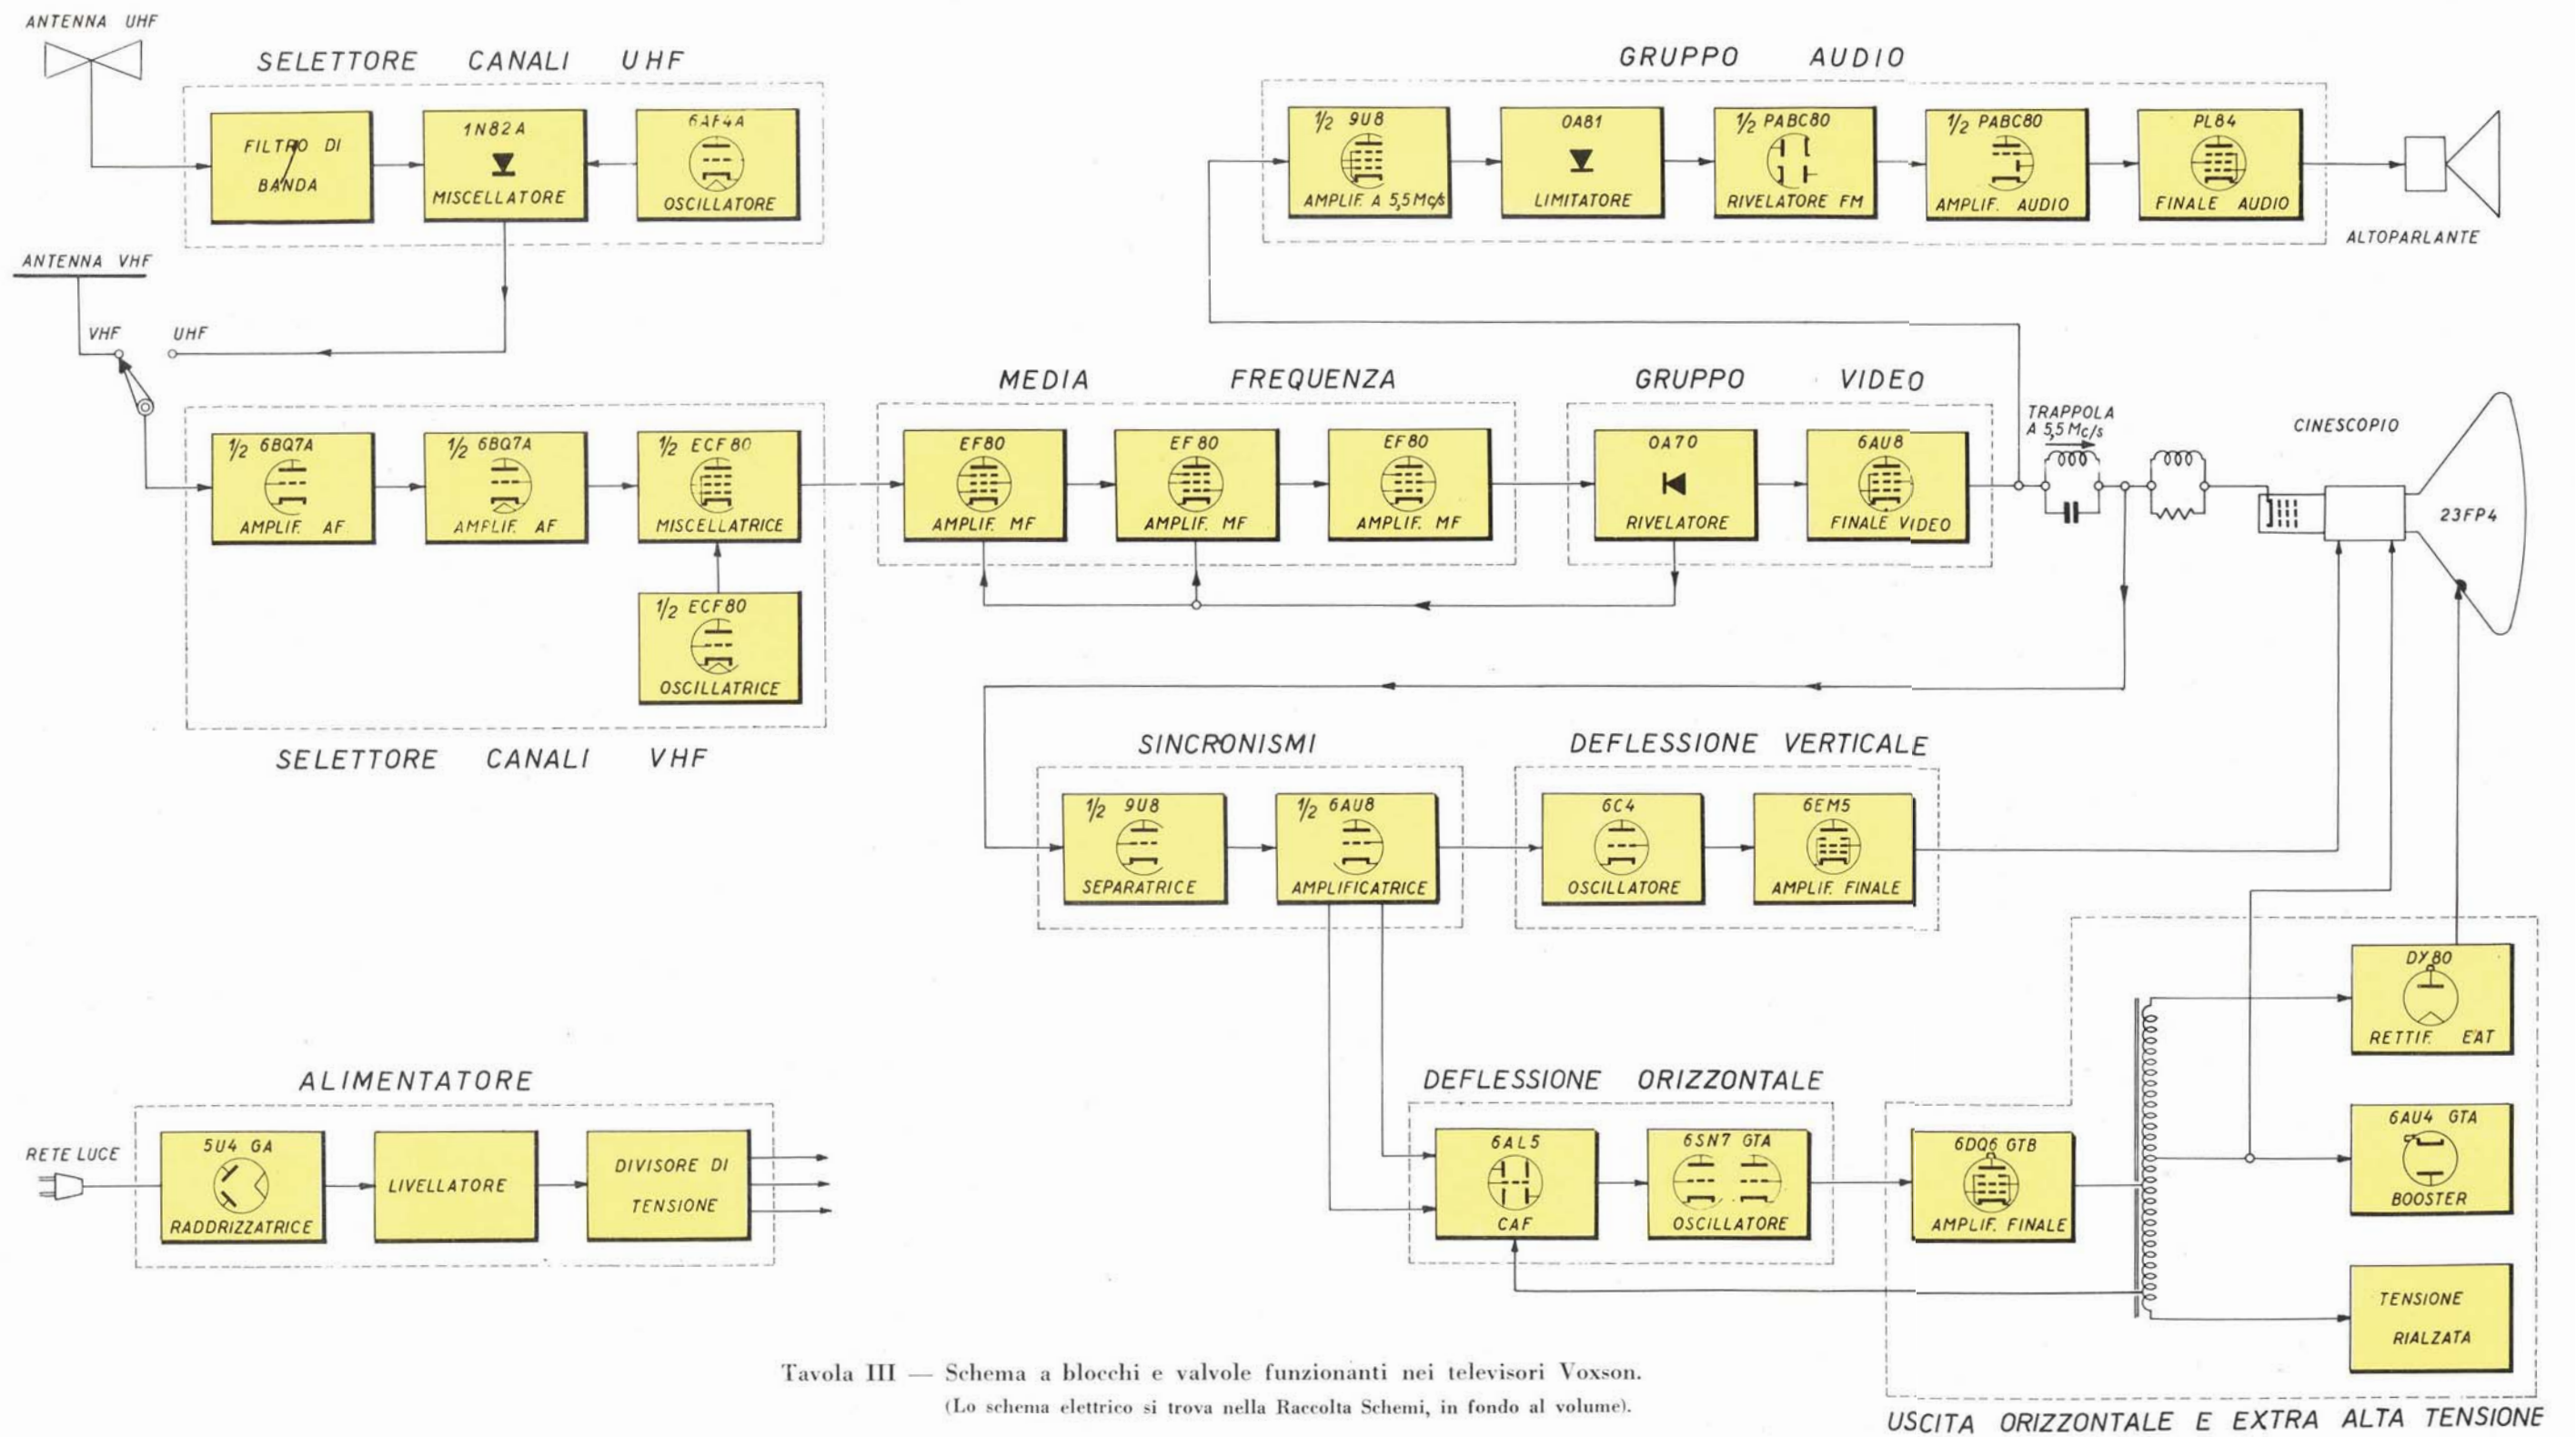 ANTENNA UHF
SELETTORE CANALI UHF
FILTRO DI
BANDA
1N82A
MISCELLATORE
6AF4A
OSCILLATORE
ANTENNA VHF
VHF
UHF
GRUPPO AUDIO
1/2 9U8
AMPLIF. A 5,5 Mc/s
OA81
LIMITATORE
1/2 PABC80
RIVELATORE FM
1/2 PABC80
AMPLIF. AUDIO
PL84
FINALE AUDIO
ALTOPARLANTE
1/2 6BQ7A
AMPLIF. AF
1/2 6BQ7A
AMPLIF. AF
1/2 ECF80
MISCELLATRICE
1/2 ECF80
OSCILLATRICE
SELETTORE CANALI VHF
MEDIA FREQUENZA
EF80
AMPLIF. MF
EF80
AMPLIF. MF
EF80
AMPLIF. MF
GRUPPO VIDEO
OA70
RIVELATORE
6AU8
FINALE VIDEO
TRAPPOLA
A 5,5 Mc/s
CINESCOPIO
23FP4
SINCRONISMI
1/2 9U8
SEPARATRICE
1/2 6AU8
AMPLIFICATRICE
DEFLESSIONE VERTICALE
6C4
OSCILLATORE
6EM5
AMPLIF. FINALE
ALIMENTATORE
RETE LUCE
5U4 GA
RADDRIZZATRICE
LIVELLATORE
DIVISORE DI
TENSIONE
DEFLESSIONE ORIZZONTALE
6AL5
CAF
6SN7 GTA
OSCILLATORE
6DQ6 GTB
AMPLIF. FINALE
DY80
RETTIF. EAT
6AU4 GTA
BOOSTER
TENSIONE
RIALZATA
USCITA ORIZZONTALE E EXTRA ALTA TENSIONE
Tavola III — Schema a blocchi e valvole funzionanti nei televisori Voxson.
(Lo schema elettrico si trova nella Raccolta Schemi, in fondo al volume).